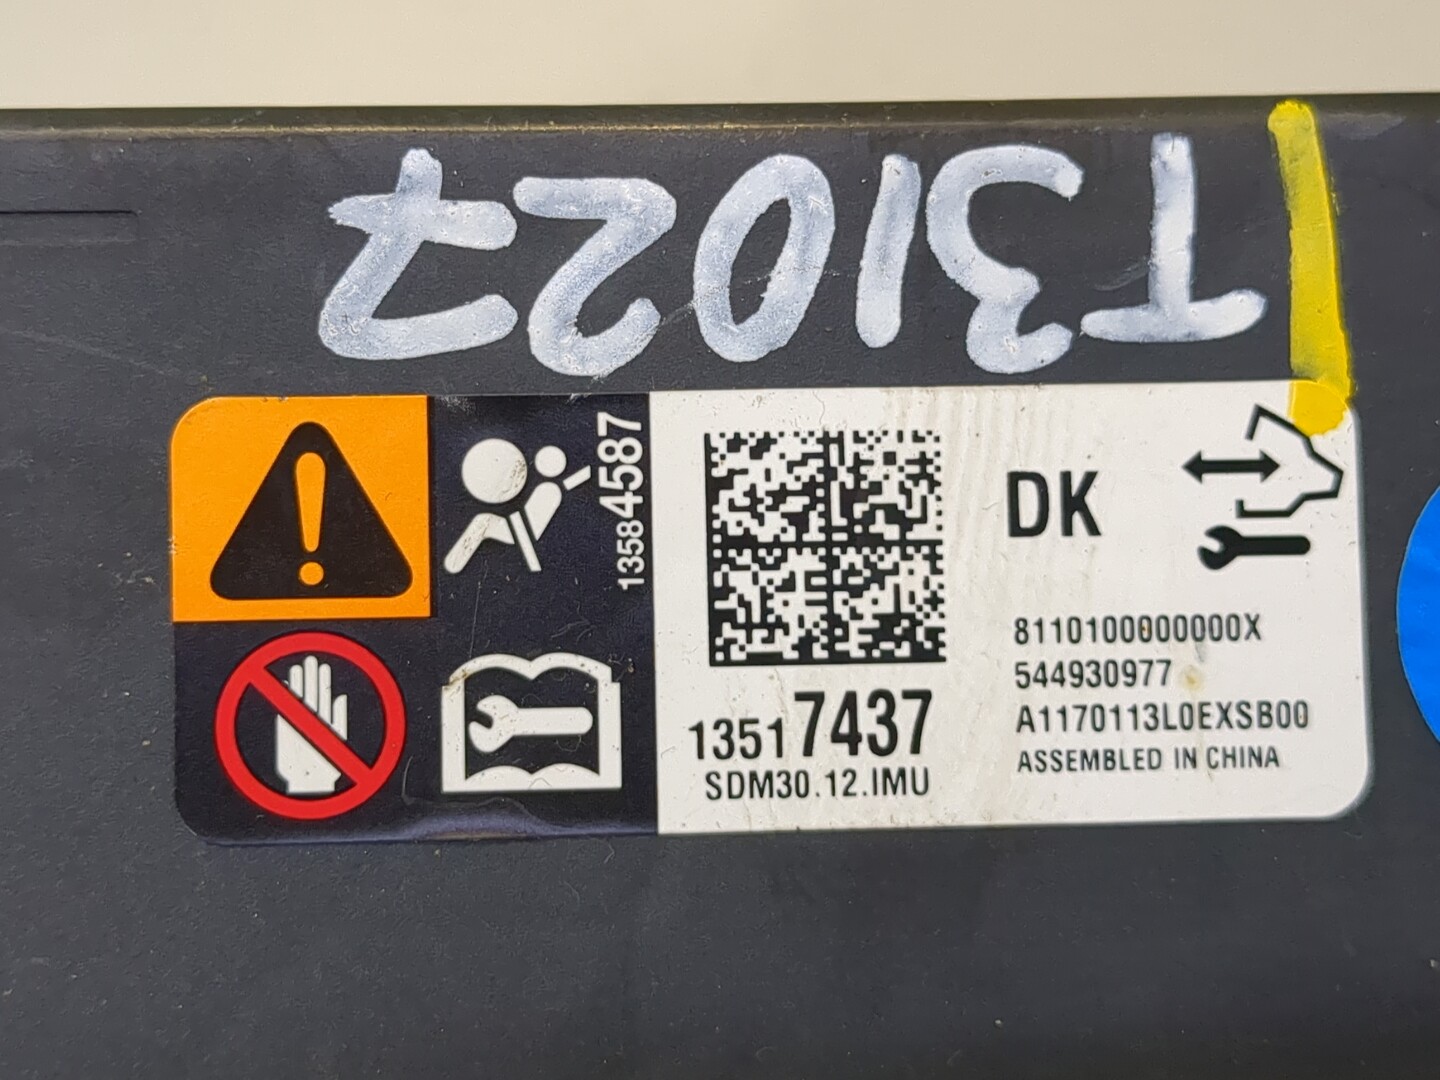 T31027
13584587
DK
8110100000000X
544930977
A1170113L0EXSB00
ASSEMBLED IN CHINA
13517437
SDM30.12.IMU